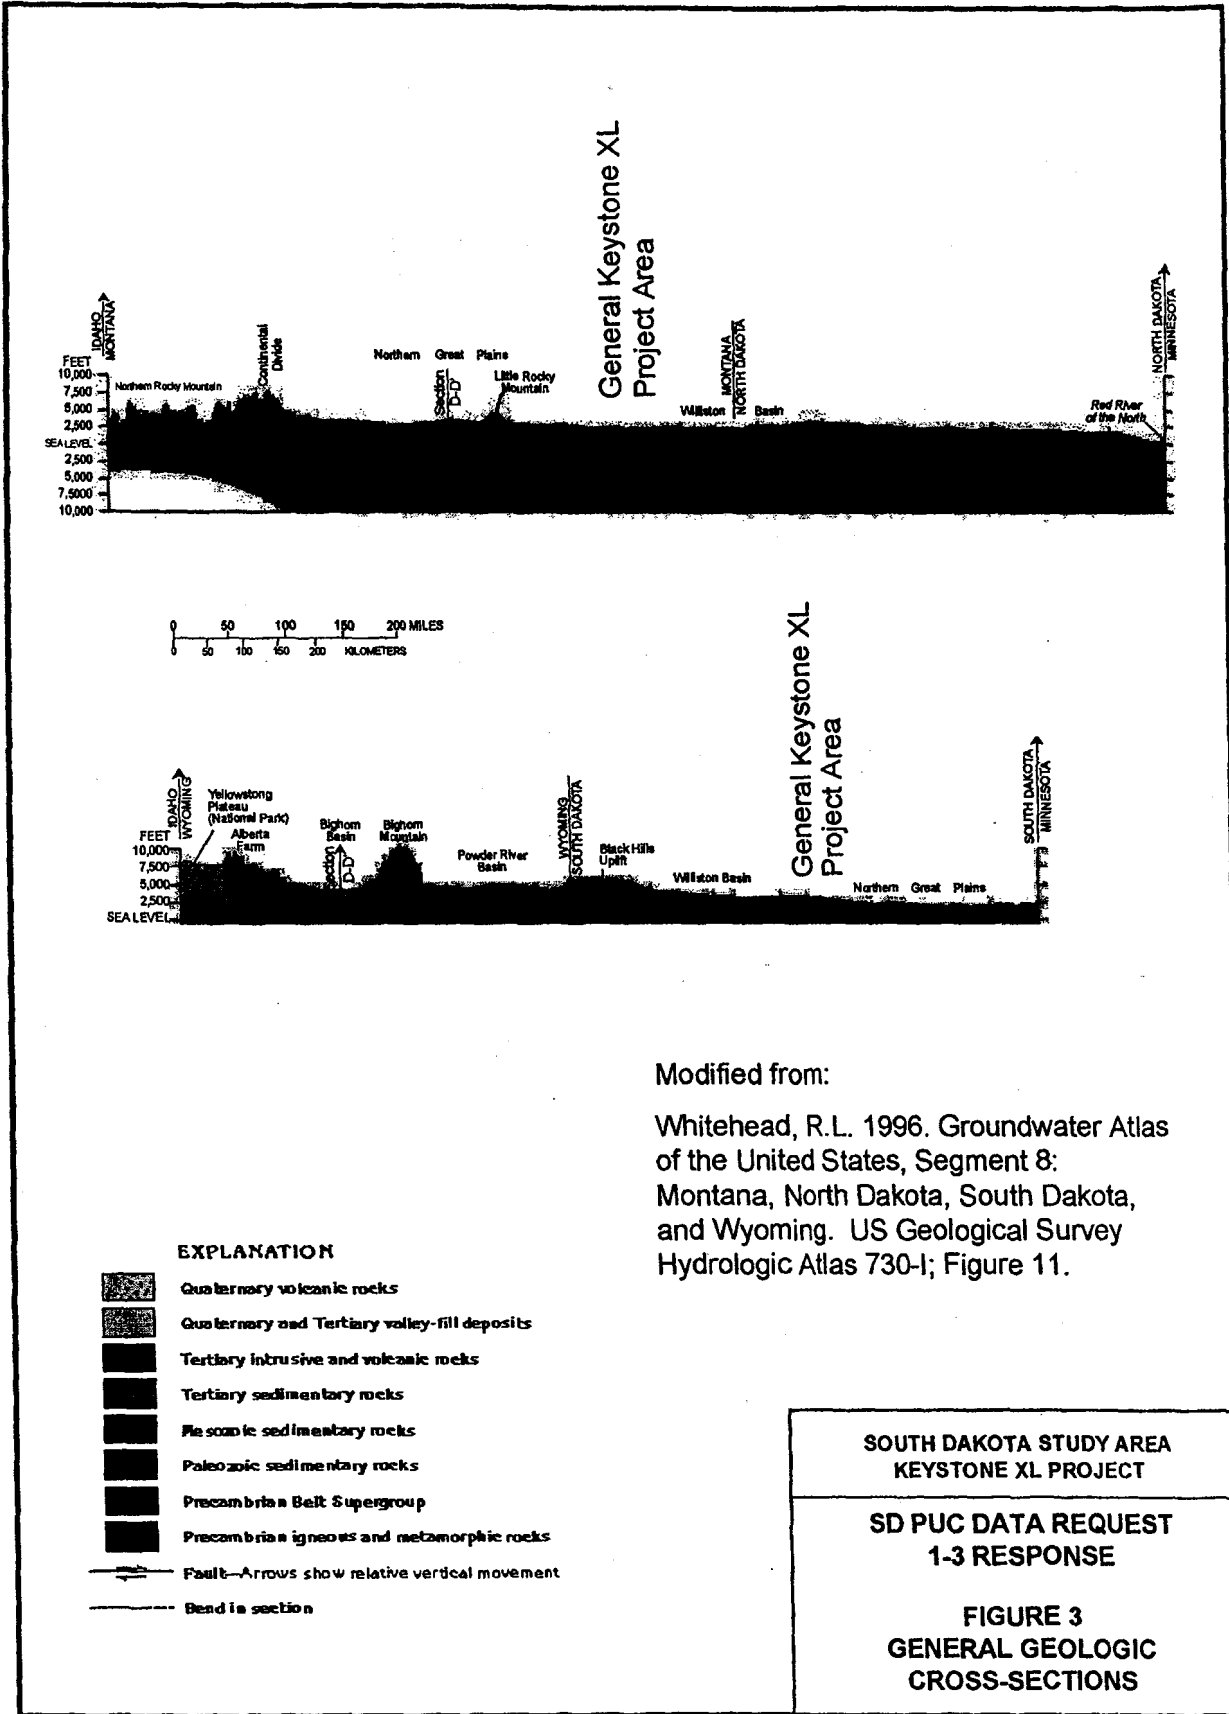 General Keystone XL
Project Area
IDAHO
MONTANA
Continental
Divide
NORTH DAKOTA
MINNESOTA
MONTANA
NORTH DAKOTA
FEET
10,000
7,500
5,000
2,500
SEA LEVEL
2,500
5,000
7,5000
10,000
Northern Rocky Mountain
Northern Great Plains
Section
D-D'
Little Rocky
Mountain
Williston Basin
Red River
of the North
0 50 100 150 200 MILES
0 50 100 150 200 KILOMETERS
General Keystone XL
Project Area
IDAHO
WYOMING
Yellowstong
Plateau
(National Park)
Alberta
Farm
Bighorn
Basin
Section
D-D'
Bighorn
Mountain
Powder River
Basin
WYOMING
SOUTH DAKOTA
Black Hills
Uplift
Williston Basin
Northern Great Plains
SOUTH DAKOTA
MINNESOTA
FEET
10,000
7,500
5,000
2,500
SEA LEVEL
Modified from:
Whitehead, R.L. 1996. Groundwater Atlas
of the United States, Segment 8:
Montana, North Dakota, South Dakota,
and Wyoming. US Geological Survey
Hydrologic Atlas 730-I; Figure 11.
EXPLANATION
Quaternary volcanic rocks
Quaternary and Tertiary valley-fill deposits
Tertiary intrusive and volcanic rocks
Tertiary sedimentary rocks
Mesozoic sedimentary rocks
Paleozoic sedimentary rocks
Precambrian Belt Supergroup
Precambrian igneous and metamorphic rocks
Fault—Arrows show relative vertical movement
Bend in section
SOUTH DAKOTA STUDY AREA
KEYSTONE XL PROJECT
SD PUC DATA REQUEST
1-3 RESPONSE
FIGURE 3
GENERAL GEOLOGIC
CROSS-SECTIONS